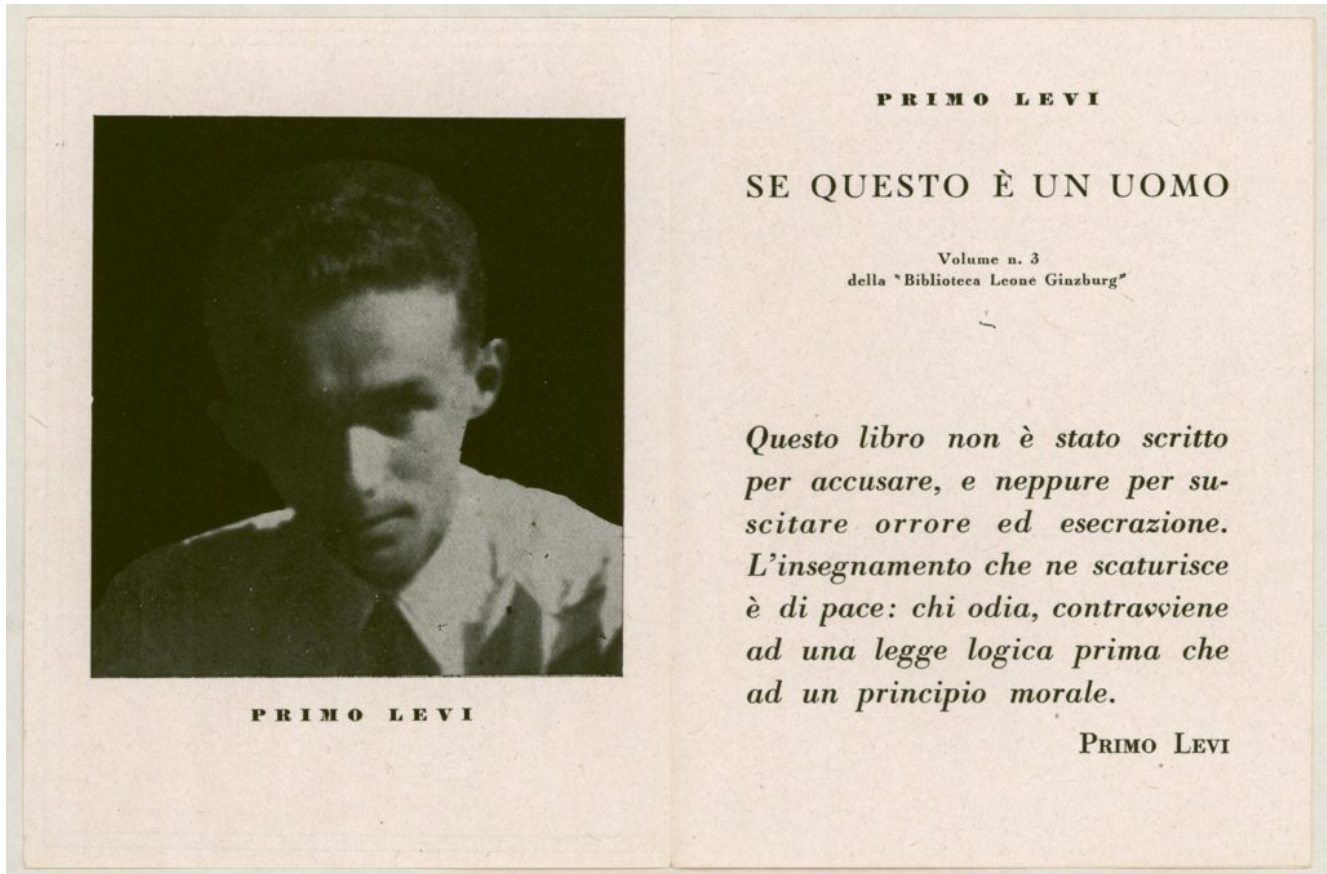 PRIMO LEVI
PRIMO LEVI
SE QUESTO È UN UOMO
Volume n. 3
della "Biblioteca Leone Ginzburg"
Questo libro non è stato scritto
per accusare, e neppure per su-
scitare orrore ed esecrazione.
L'insegnamento che ne scaturisce
è di pace: chi odia, contravviene
ad una legge logica prima che
ad un principio morale.
PRIMO LEVI